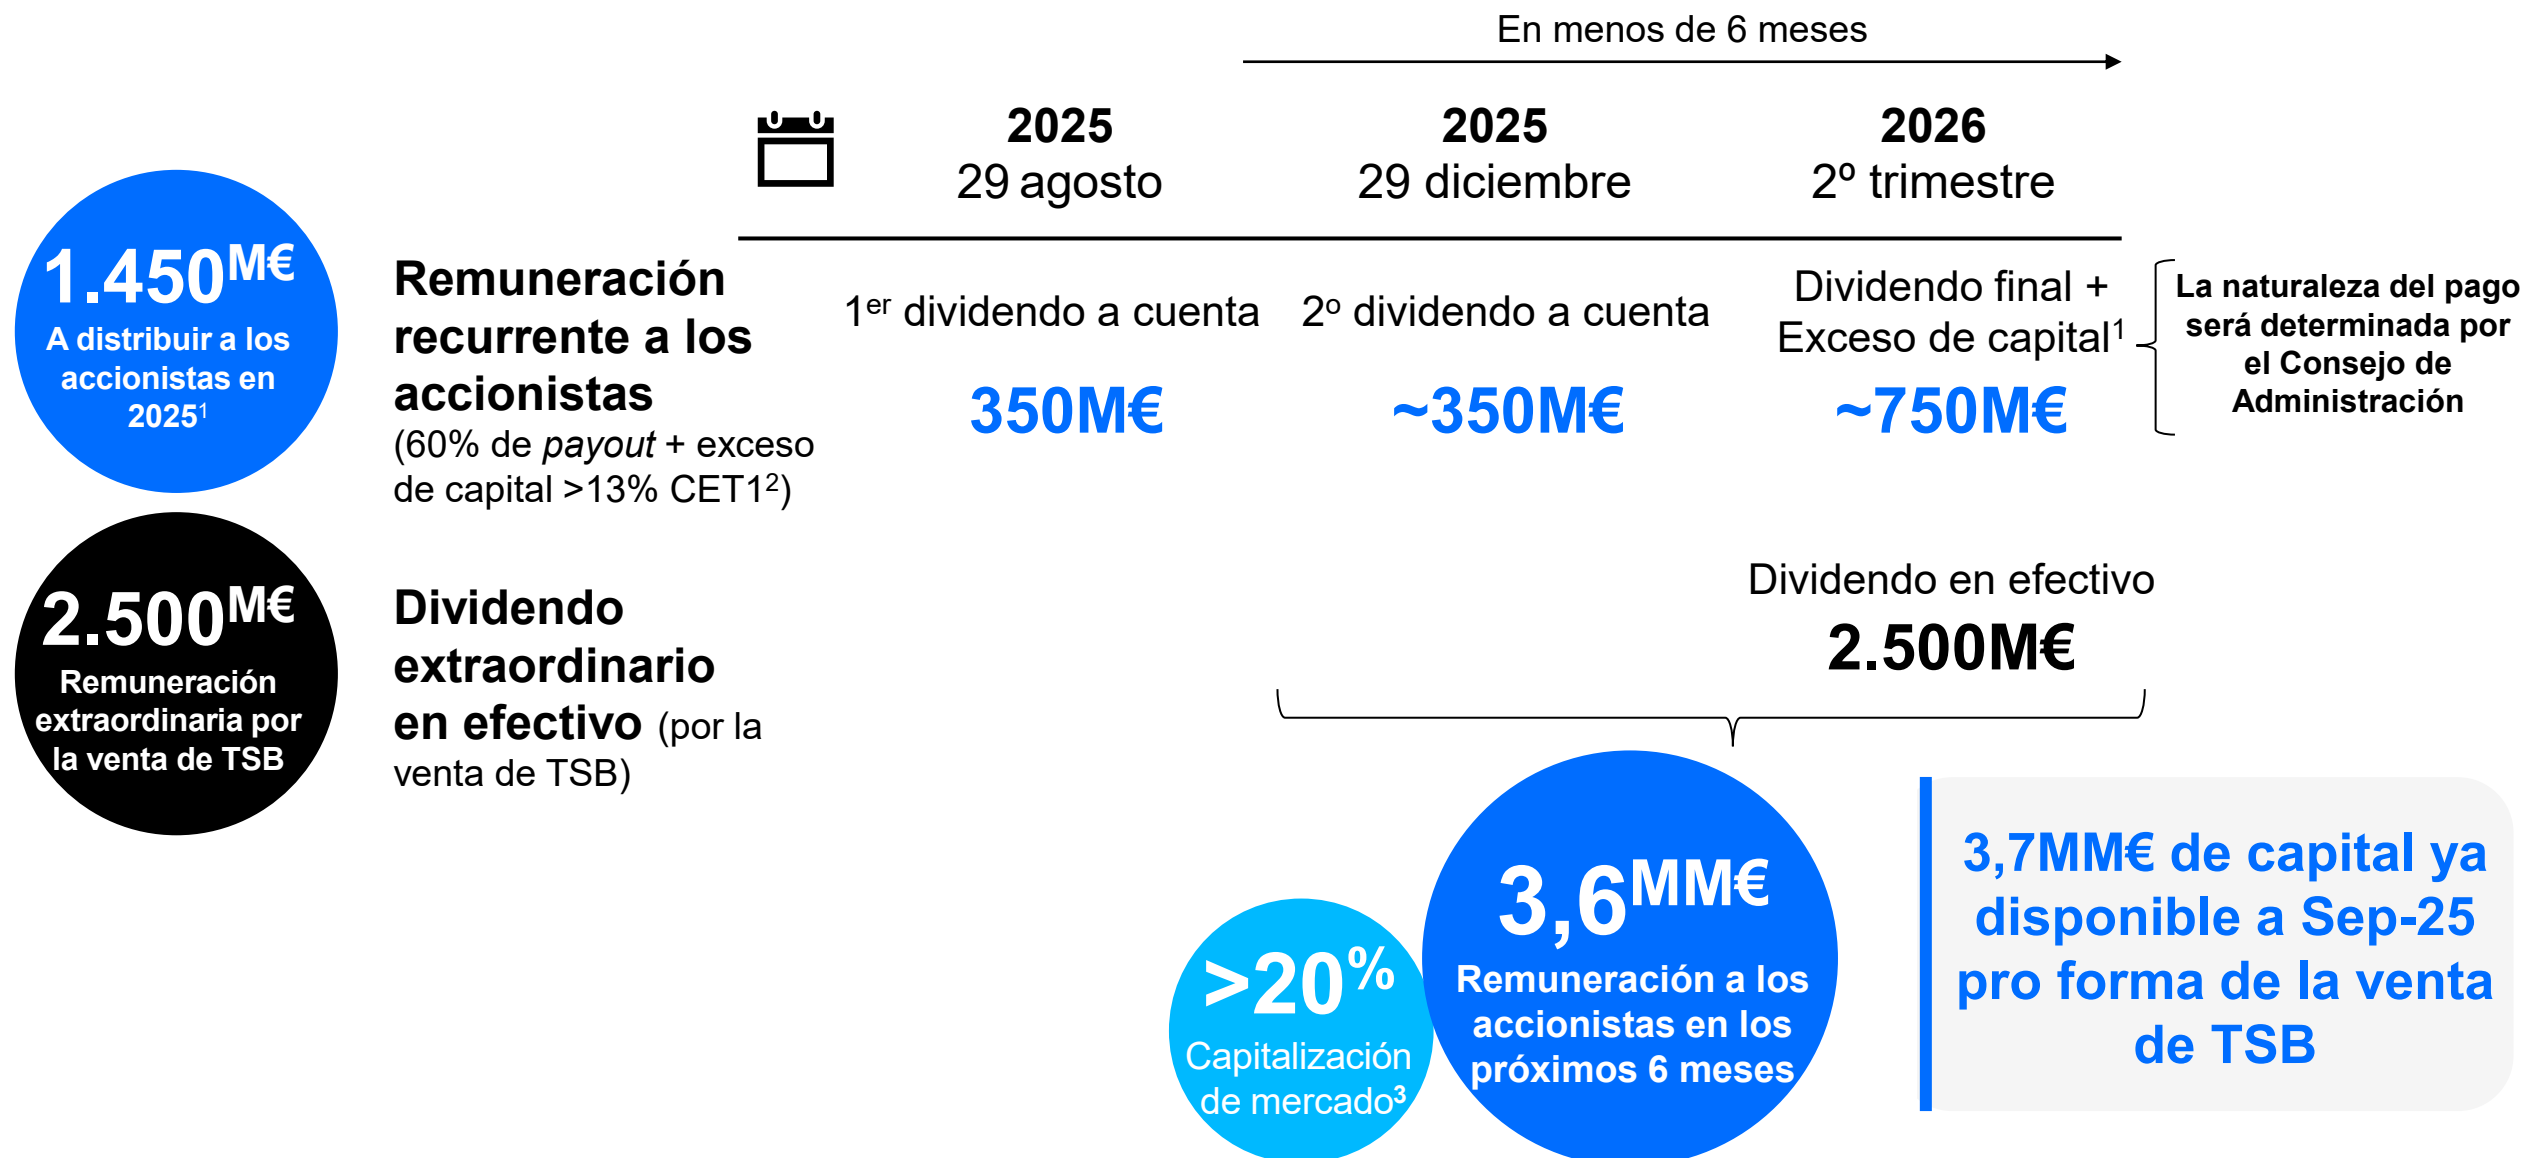 En menos de 6 meses
2025
29 agosto
2025
29 diciembre
2026
2º trimestre
1.450M€
A distribuir a los
accionistas en
2025¹
Remuneración
recurrente a los
accionistas
(60% de payout + exceso
de capital >13% CET1²)
1er dividendo a cuenta
350M€
2º dividendo a cuenta
~350M€
Dividendo final +
Exceso de capital¹
~750M€
La naturaleza del pago
será determinada por
el Consejo de
Administración
2.500M€
Remuneración
extraordinaria por
la venta de TSB
Dividendo
extraordinario
en efectivo (por la
venta de TSB)
Dividendo en efectivo
2.500M€
>20%
Capitalización
de mercado³
3,6MM€
Remuneración a los
accionistas en los
próximos 6 meses
3,7MM€ de capital ya
disponible a Sep-25
pro forma de la venta
de TSB